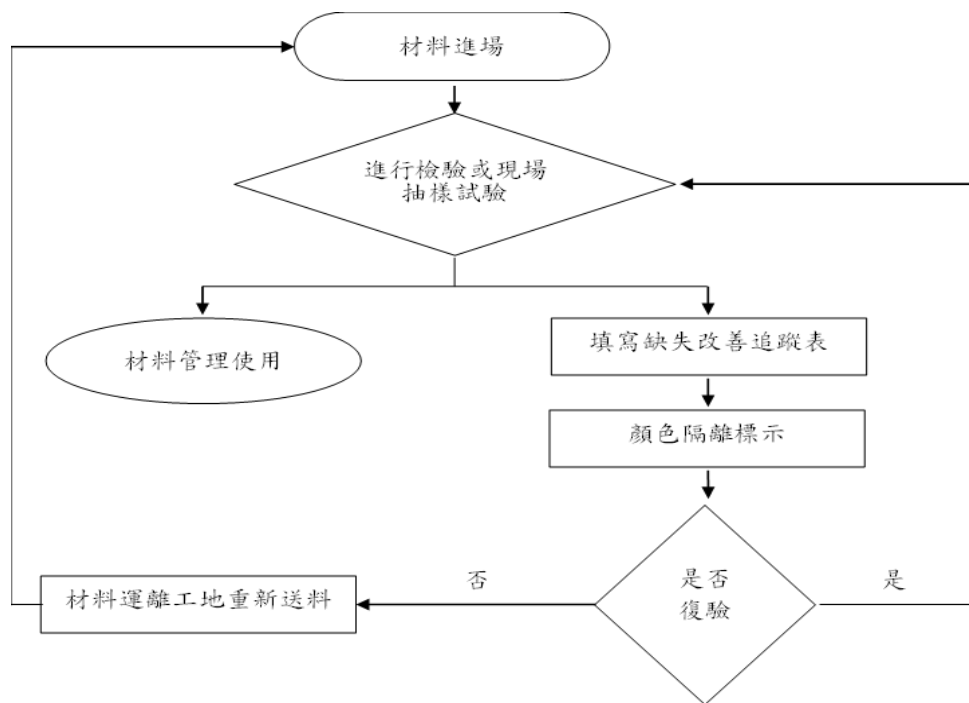 材料進場
進行檢驗或現場
抽樣試驗
材料管理使用
填寫缺失改善追蹤表
顏色隔離標示
是否
復驗
否
是
材料運離工地重新送料